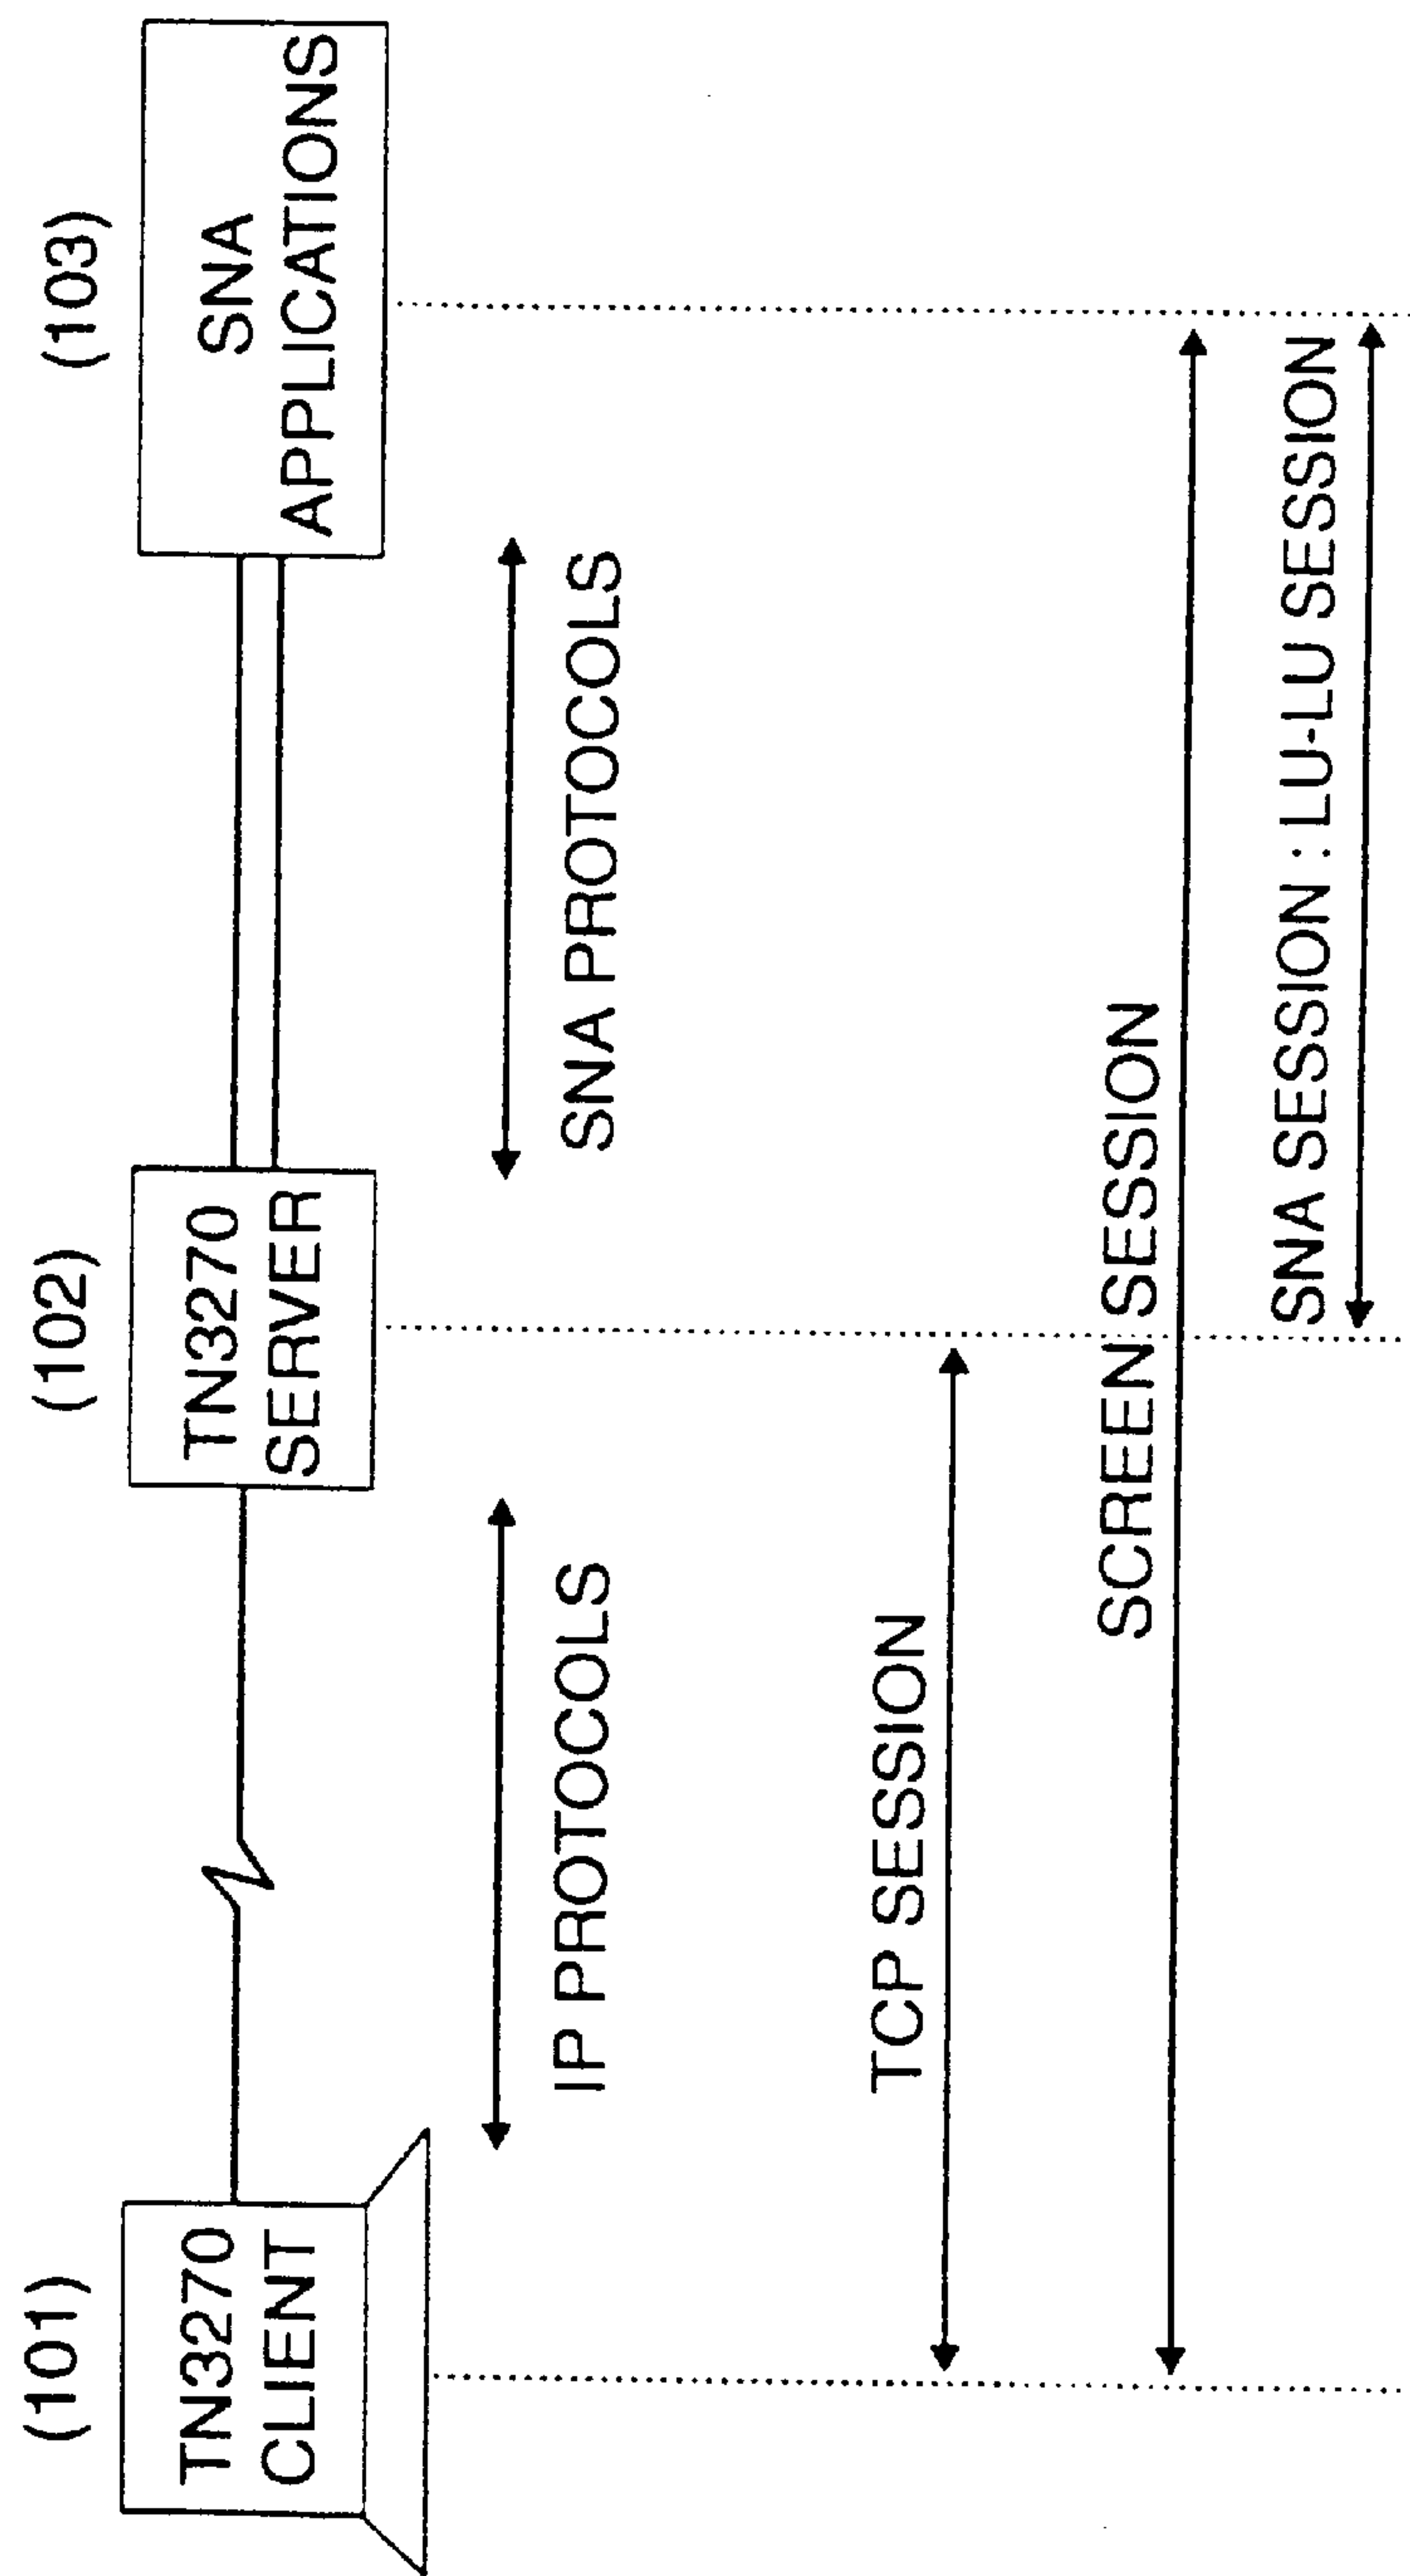 (101)
(102)
(103)
TN3270
CLIENT
TN3270
SERVER
SNA
APPLICATIONS
IP PROTOCOLS
SNA PROTOCOLS
TCP SESSION
SCREEN SESSION
SNA SESSION : LU-LU SESSION